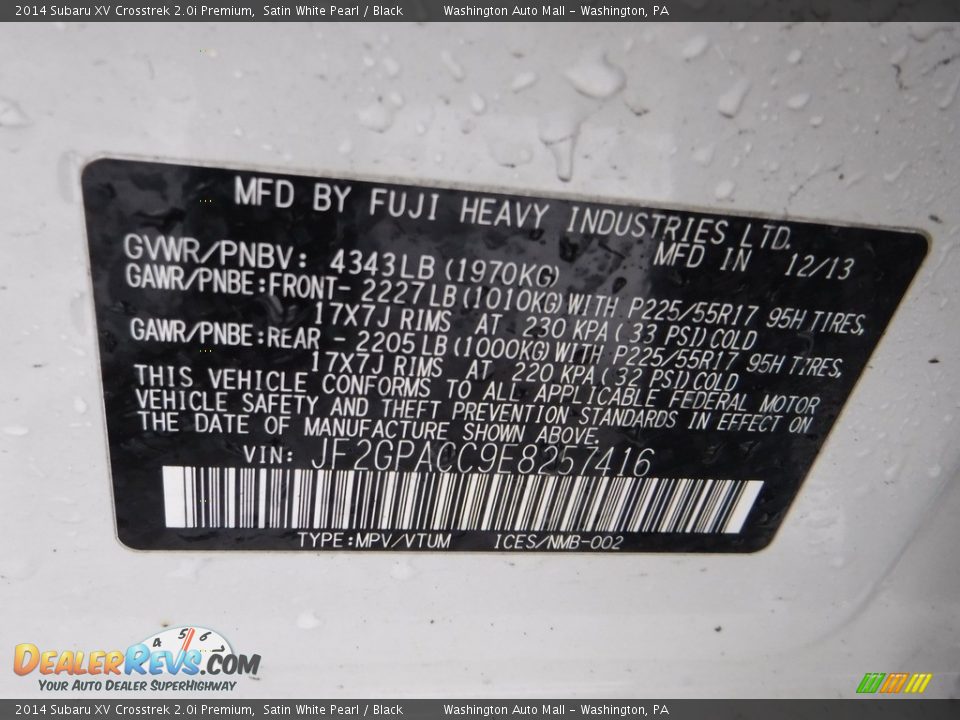 2014 Subaru XV Crosstrek 2.0i Premium, Satin White Pearl / Black Washington Auto Mall - Washington, PA
MFD BY FUJI HEAVY INDUSTRIES LTD.
GVWR/PNBV: 4343LB (1970KG) MFD IN 12/13
GAWR/PNBE:FRONT- 2227LB (1010KG) WITH P225/55R17 95H TIRES,
17X7J RIMS AT 230 KPA (33 PSI) COLD
GAWR/PNBE:REAR - 2205LB (1000KG) WITH P225/55R17 95H TIRES,
17X7J RIMS AT 220 KPA (32 PSI) COLD
THIS VEHICLE CONFORMS TO ALL APPLICABLE FEDERAL MOTOR
VEHICLE SAFETY AND THEFT PREVENTION STANDARDS IN EFFECT ON
THE DATE OF MANUFACTURE SHOWN ABOVE.
VIN: JF2GPACC9E8257416
TYPE:MPV/VTUM ICES/NMB-002
4 5 6
DEALERREVS.COM
YOUR AUTO DEALER SUPERHIGHWAY
2014 Subaru XV Crosstrek 2.0i Premium, Satin White Pearl / Black Washington Auto Mall - Washington, PA